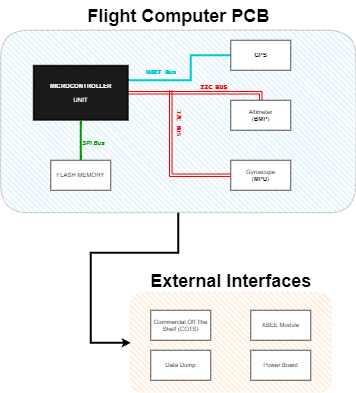 Flight Computer PCB
GPS
USRT Bus
MICROCONTROLLER
UNIT
I2C BUS
Altimeter
(BMP)
I2C BUS
SPI Bus
FLASH MEMORY
Gyroscope
(MPU)
External Interfaces
Commercial Off The
Shelf (COTS)
XBEE Module
Data Dump
Power Board